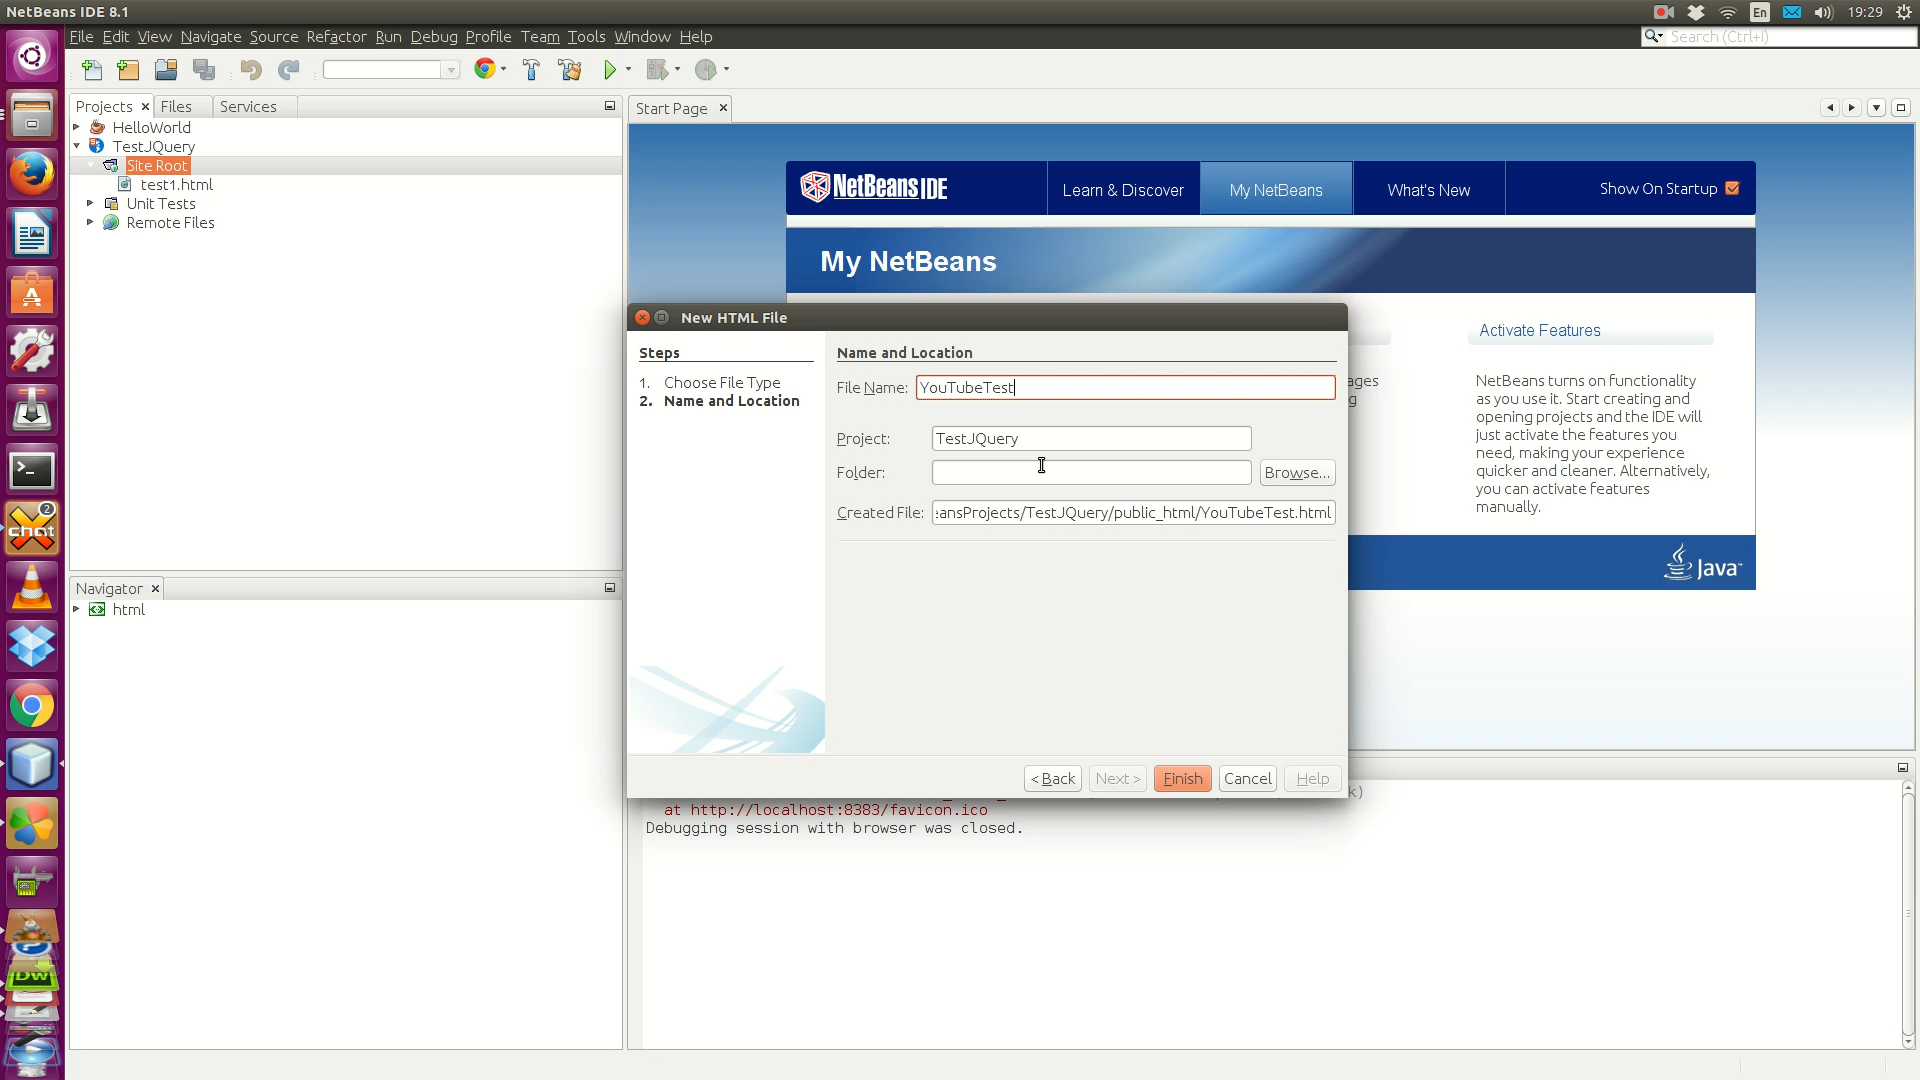 NetBeans IDE 8.1
En
19:29
File Edit View Navigate Source Refactor Run Debug Profile Team Tools Window Help
Search (Ctrl+I)
Projects Files Services
Start Page
HelloWorld
TestJQuery
Site Root
test1.html
Unit Tests
Remote Files
NetBeans IDE
Learn & Discover
My NetBeans
What's New
Show On Startup
My NetBeans
New HTML File
Steps
1. Choose File Type
2. Name and Location
Name and Location
File Name: YouTubeTest
Project: TestJQuery
Folder:
Browse...
Created File: eansProjects/TestJQuery/public_html/YouTubeTest.html
< Back Next > Finish Cancel Help
Activate Features
ages
g
NetBeans turns on functionality
as you use it. Start creating and
opening projects and the IDE will
just activate the features you
need, making your experience
quicker and cleaner. Alternatively,
you can activate features
manually.
Java
Navigator
html
k)
at http://localhost:8383/favicon.ico
Debugging session with browser was closed.
chat
2
DW